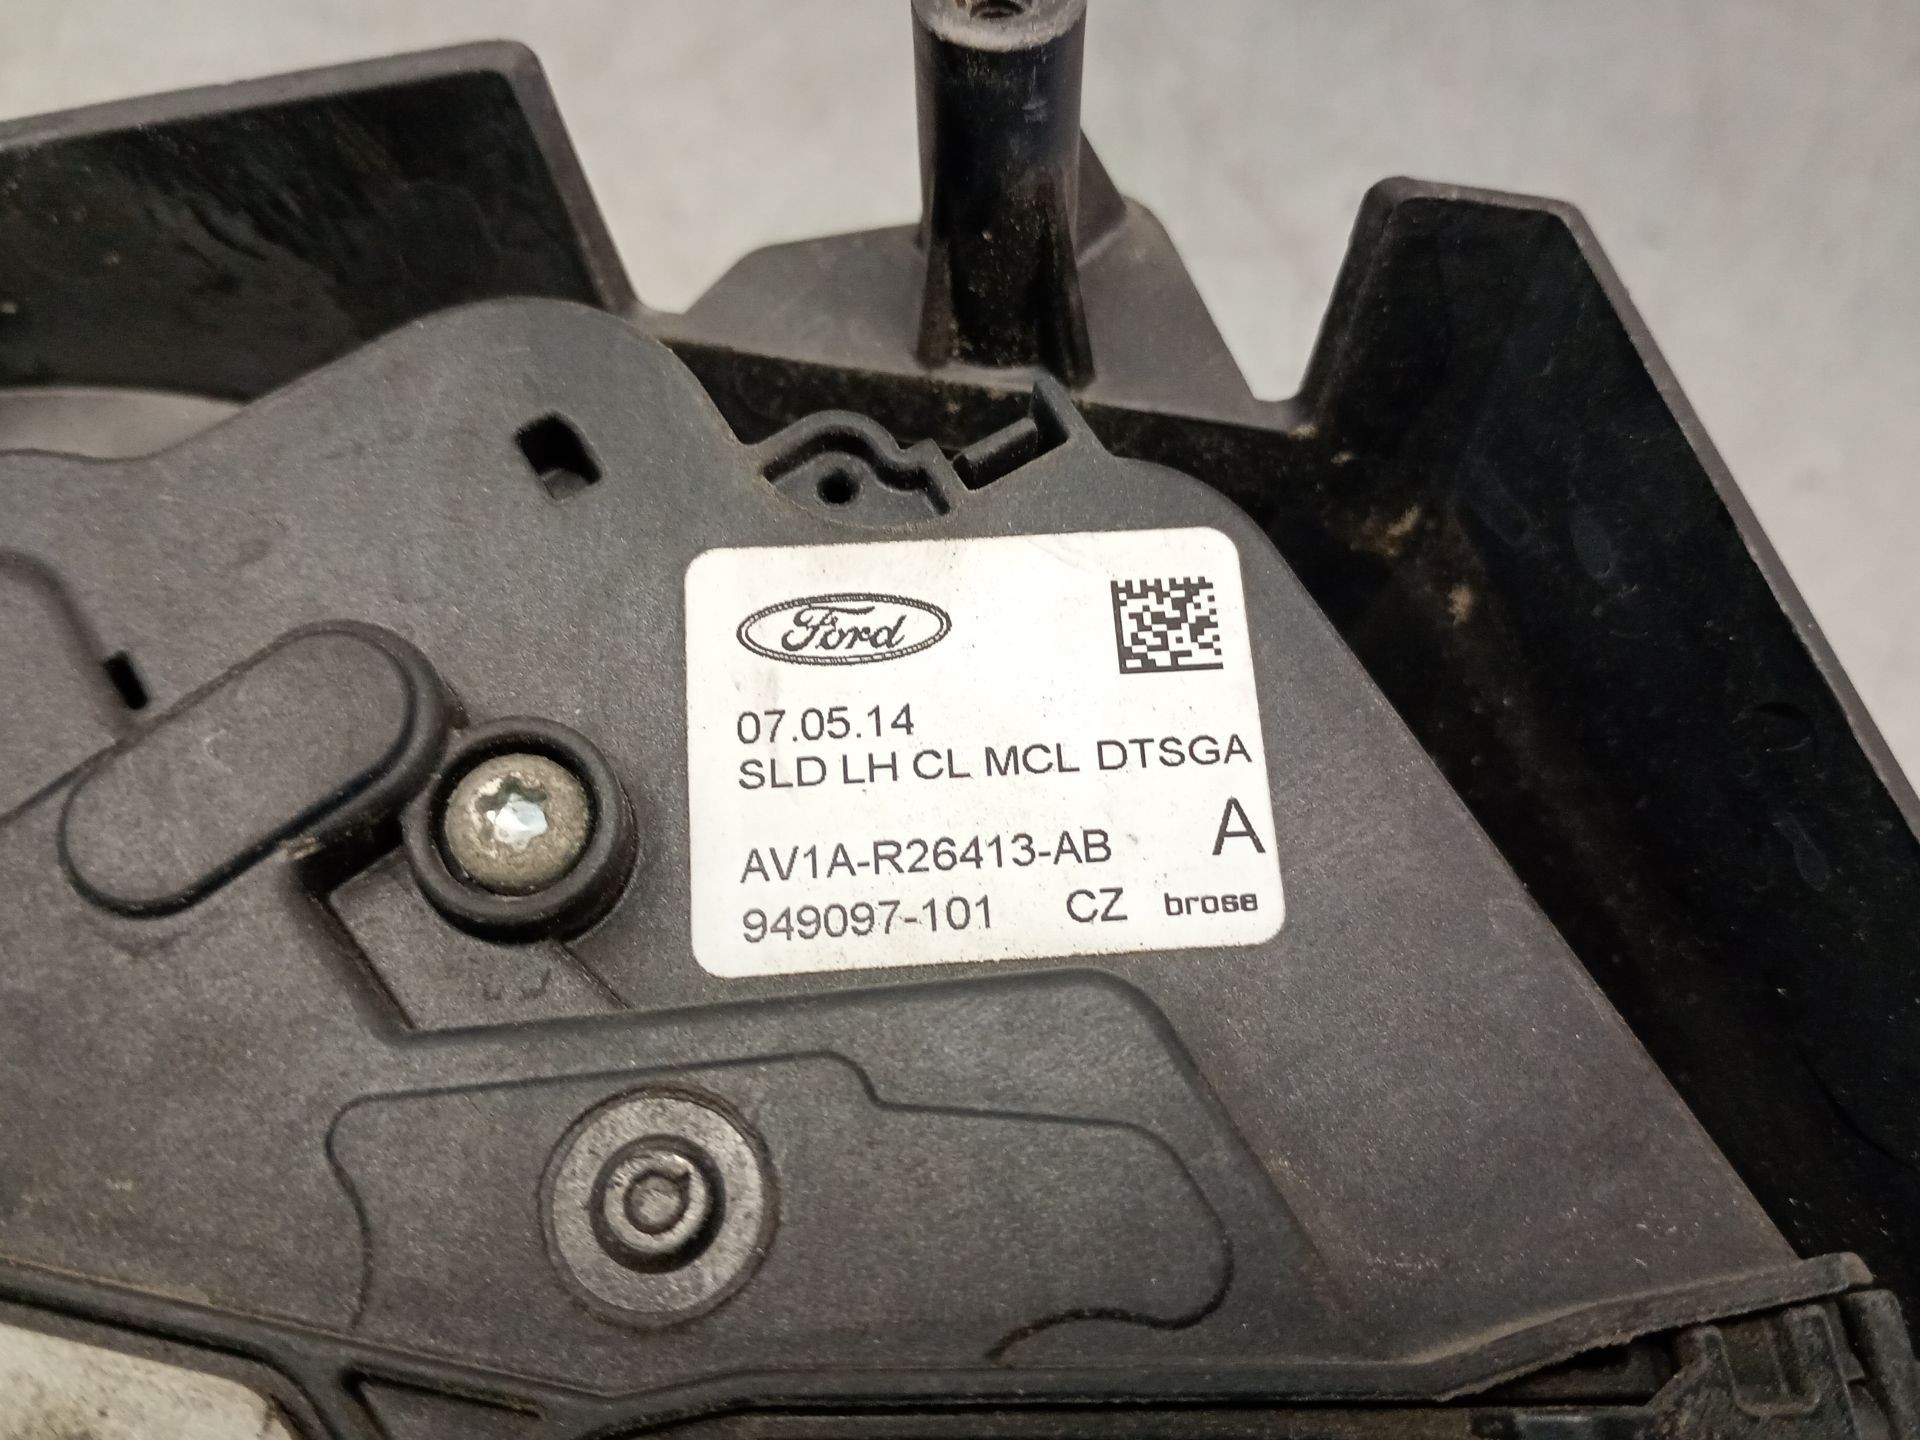 Ford
07.05.14
SLD LH CL MCL DTSGA
A
AV1A-R26413-AB
949097-101 CZ brose